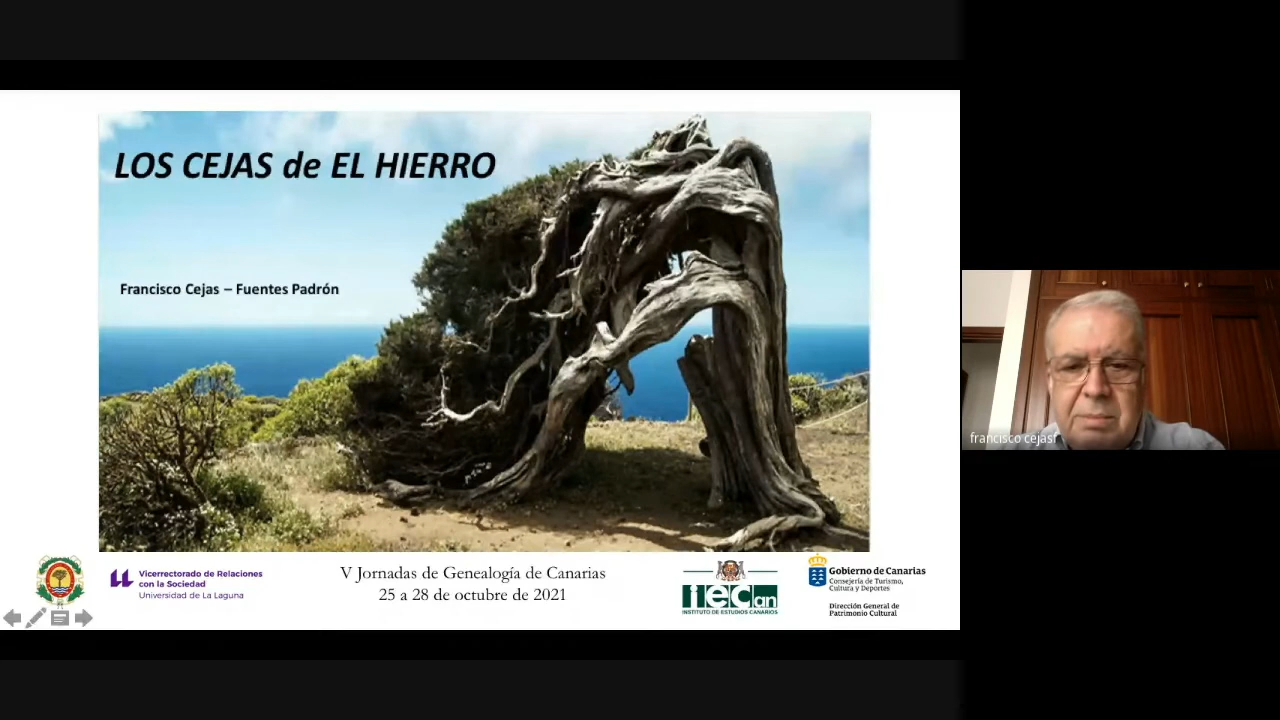 LOS CEJAS de EL HIERRO
Francisco Cejas – Fuentes Padrón
francisco cejasf
Vicerrectorado de Relaciones
con la Sociedad
Universidad de La Laguna
V Jornadas de Genealogía de Canarias
25 a 28 de octubre de 2021
iecan
INSTITUTO DE ESTUDIOS CANARIOS
Gobierno de Canarias
Consejería de Turismo,
Cultura y Deportes
Dirección General de
Patrimonio Cultural